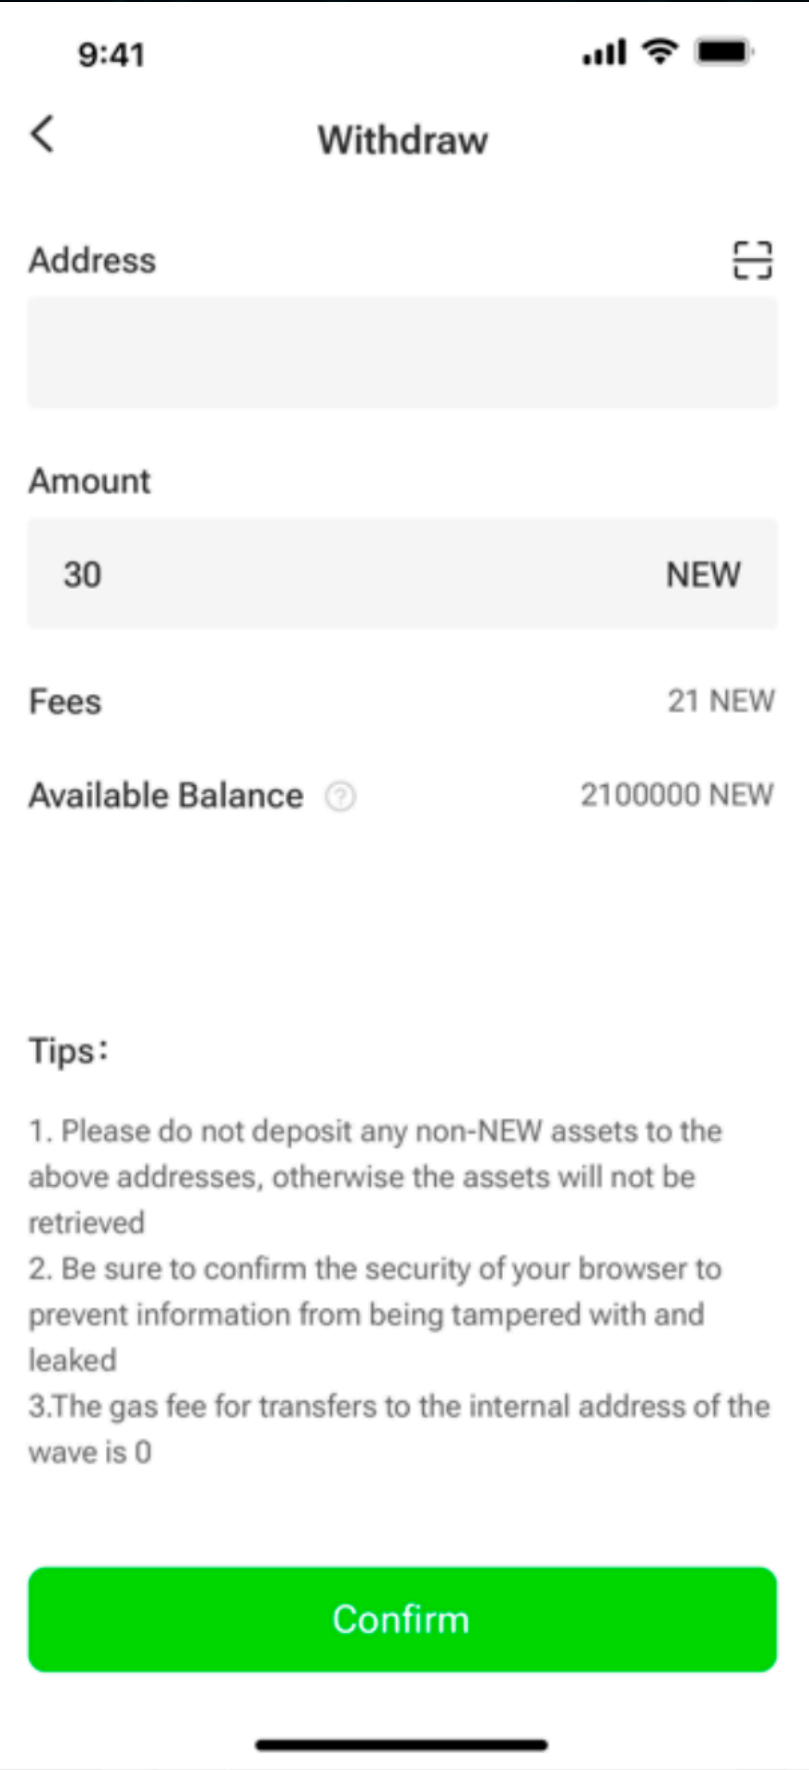 9:41
Withdraw
Address
Amount
30 NEW
Fees 21 NEW
Available Balance ? 2100000 NEW
Tips:
1. Please do not deposit any non-NEW assets to the
above addresses, otherwise the assets will not be
retrieved
2. Be sure to confirm the security of your browser to
prevent information from being tampered with and
leaked
3.The gas fee for transfers to the internal address of the
wave is 0
Confirm